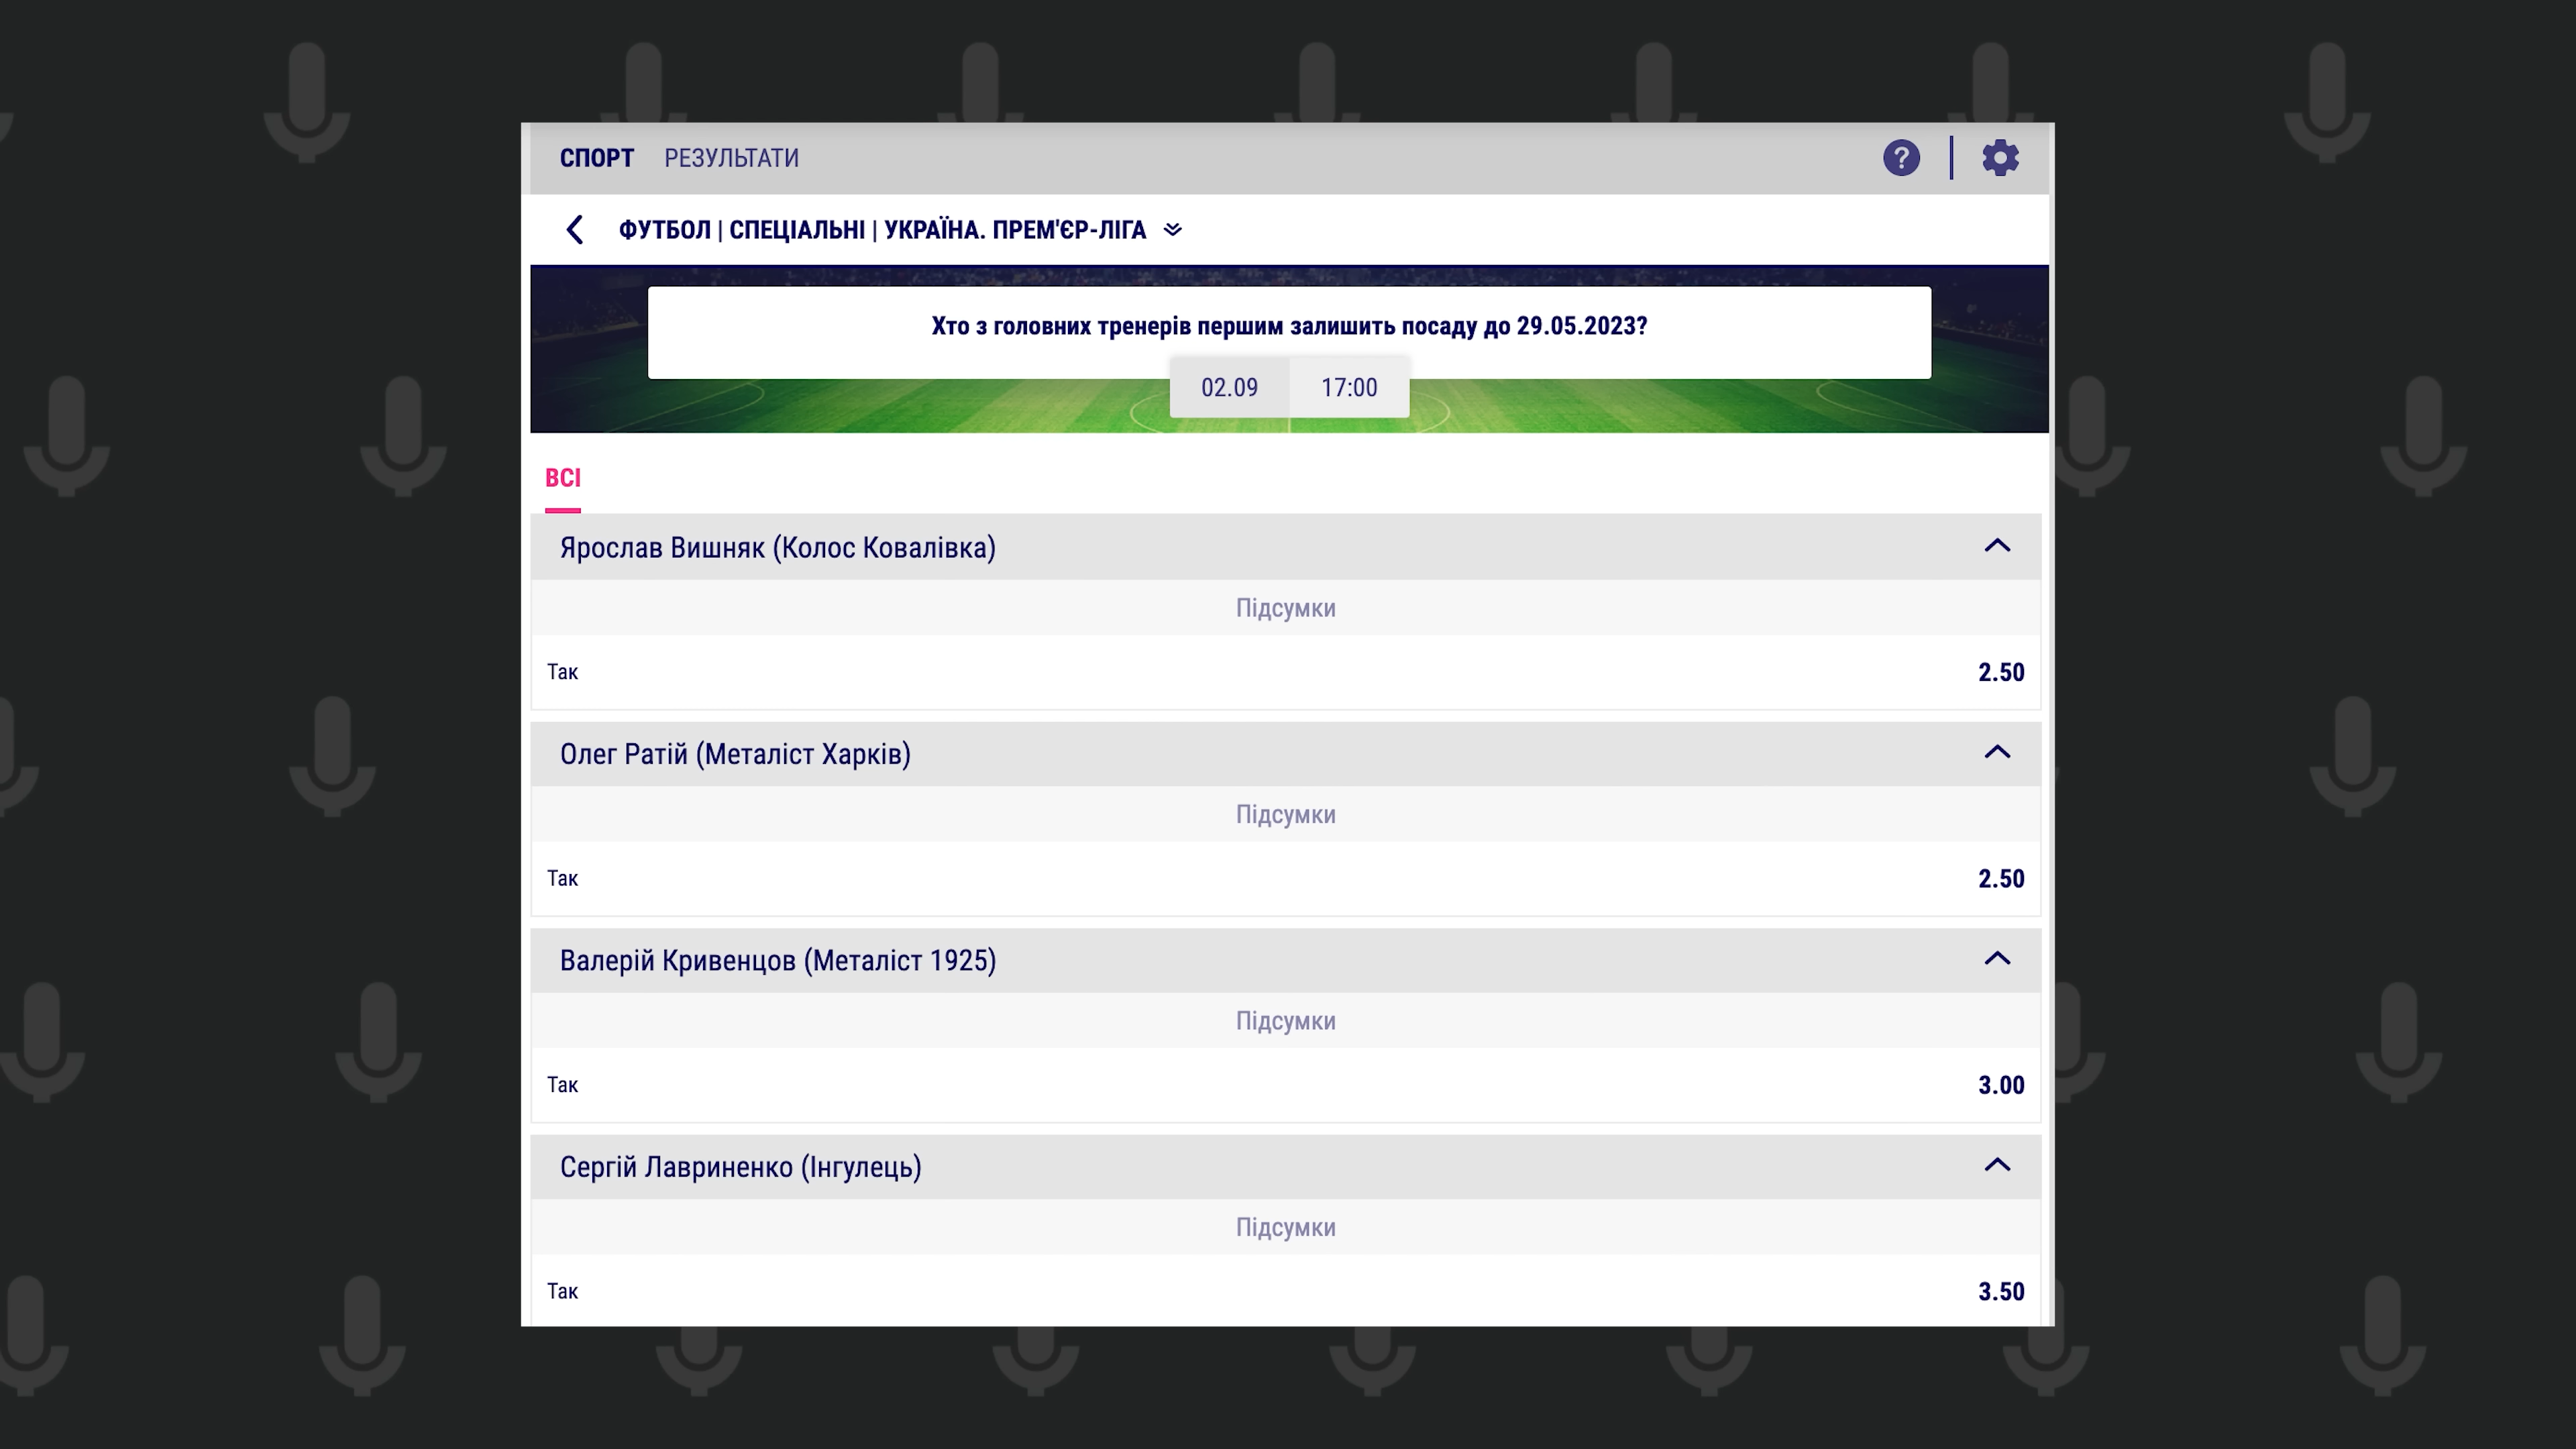 СПОРТ РЕЗУЛЬТАТИ ?
ФУТБОЛ | СПЕЦІАЛЬНІ | УКРАЇНА. ПРЕМ'ЄР-ЛІГА
Хто з головних тренерів першим залишить посаду до 29.05.2023?
02.09 17:00
ВСІ
Ярослав Вишняк (Колос Ковалівка)
Підсумки
Так 2.50
Олег Ратій (Металіст Харків)
Підсумки
Так 2.50
Валерій Кривенцов (Металіст 1925)
Підсумки
Так 3.00
Сергій Лавриненко (Інгулець)
Підсумки
Так 3.50